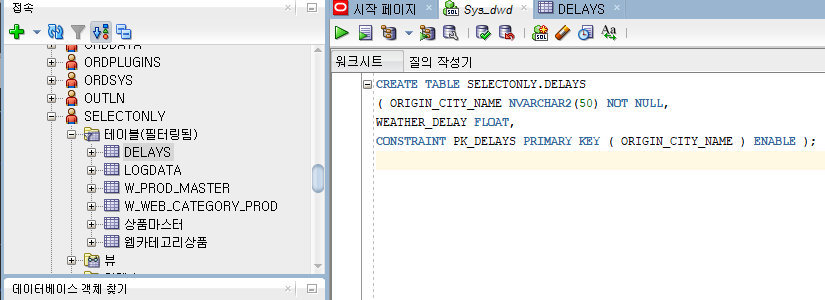 접속
ORDDATA
ORDPLUGINS
ORDSYS
OUTLN
SELECTONLY
테이블(필터링됨)
DELAYS
LOGDATA
W_PROD_MASTER
W_WEB_CATEGORY_PROD
상품마스터
웹카테고리상품
뷰
데이터베이스 객체 찾기
시작 페이지
Sys_dwd
DELAYS
SQL
Aa
워크시트
질의 작성기
CREATE TABLE SELECTONLY.DELAYS
( ORIGIN_CITY_NAME NVARCHAR2(50) NOT NULL,
WEATHER_DELAY FLOAT,
CONSTRAINT PK_DELAYS PRIMARY KEY ( ORIGIN_CITY_NAME ) ENABLE );